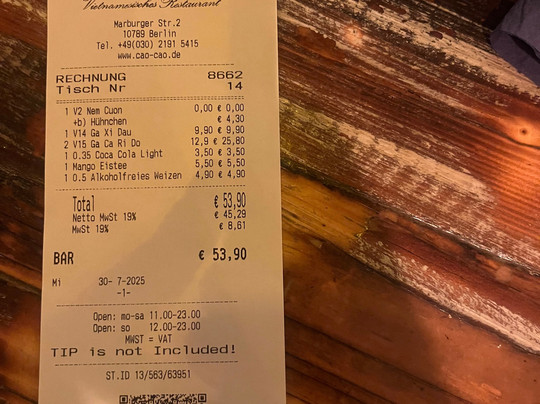 Vietnamesisches Restaurant
Marburger Str.2
10789 Berlin
Tel. +49(030) 2191 5415
www.cao-cao.de
RECHNUNG 8662
Tisch Nr 14
1 V2 Nem Cuon 0,00 € 0,00
+b) Hühnchen € 4,30
1 V14 Ga Xi Dau 9,90 € 9,90
2 V15 Ga Ca Ri Do 12,9 € 25,80
1 0.35 Coca Cola Light 3,50 € 3,50
1 Mango Eistee 5,50 € 5,50
1 0.5 Alkoholfreies Weizen 4,90 € 4,90
Total € 53,90
Netto MwSt 19% € 45,29
MwSt 19% € 8,61
BAR € 53,90
Mi 30- 7-2025
-1-
Open: mo-sa 11.00-23.00
Open: so 12.00-23.00
MWST = VAT
TIP is not Included!
ST.ID 13/563/63951